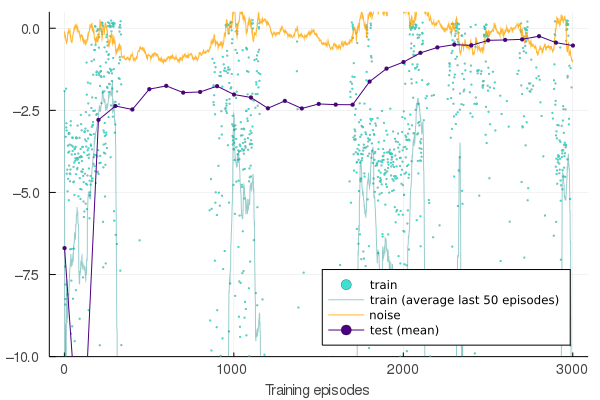 0.0
−2.5
−5.0
−7.5
−10.0
0
1000
2000
3000
Training episodes
train
train (average last 50 episodes)
noise
test (mean)